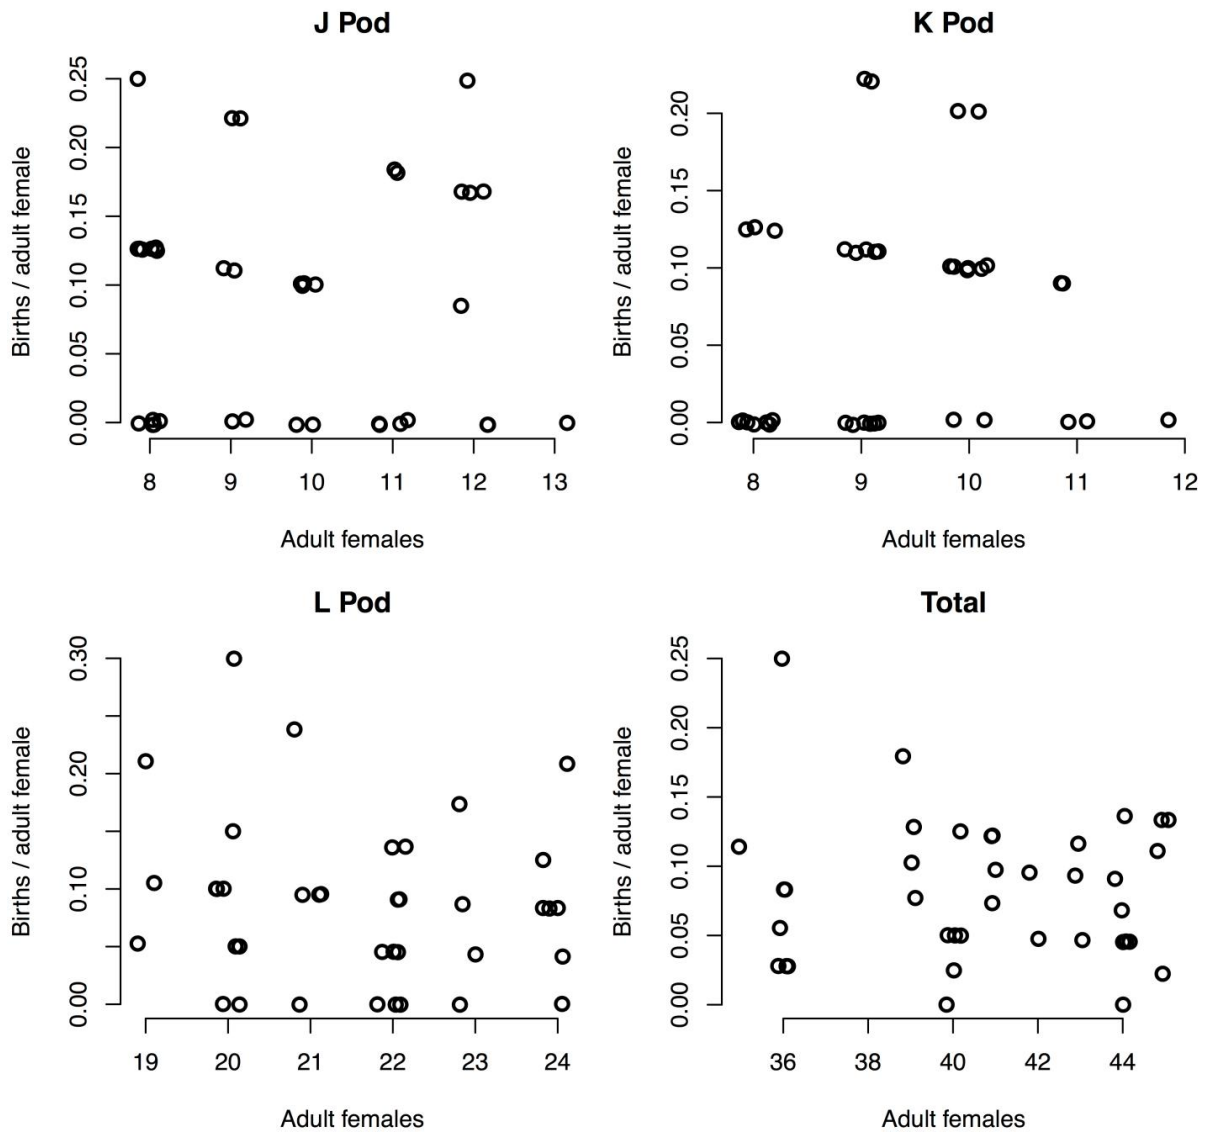 J Pod
Births / adult female
0.00 0.05 0.10 0.15 0.20 0.25
8 9 10 11 12 13
Adult females
K Pod
Births / adult female
0.00 0.05 0.10 0.15 0.20
8 9 10 11 12
Adult females
L Pod
Births / adult female
0.00 0.10 0.20 0.30
19 20 21 22 23 24
Adult females
Total
Births / adult female
0.00 0.05 0.10 0.15 0.20 0.25
36 38 40 42 44
Adult females